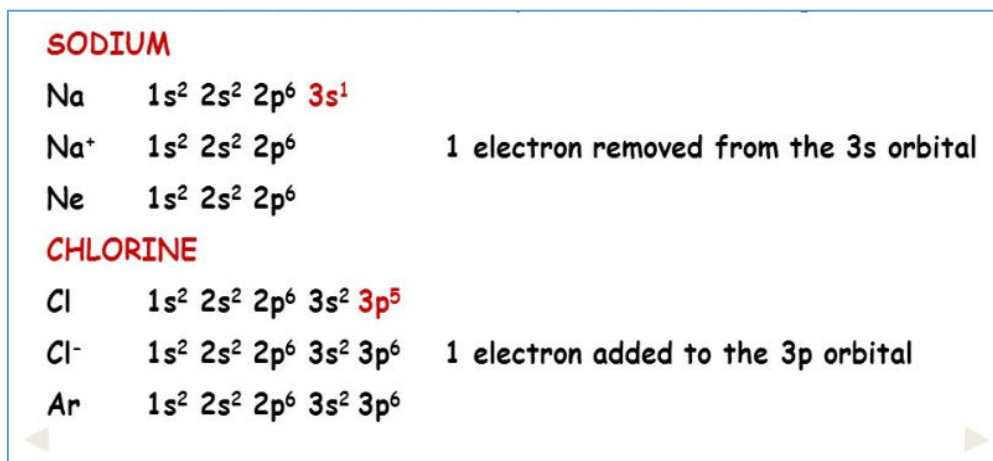 SODIUM
Na 1s² 2s² 2p⁶ 3s¹
Na⁺ 1s² 2s² 2p⁶ 1 electron removed from the 3s orbital
Ne 1s² 2s² 2p⁶
CHLORINE
Cl 1s² 2s² 2p⁶ 3s² 3p⁵
Cl⁻ 1s² 2s² 2p⁶ 3s² 3p⁶ 1 electron added to the 3p orbital
Ar 1s² 2s² 2p⁶ 3s² 3p⁶